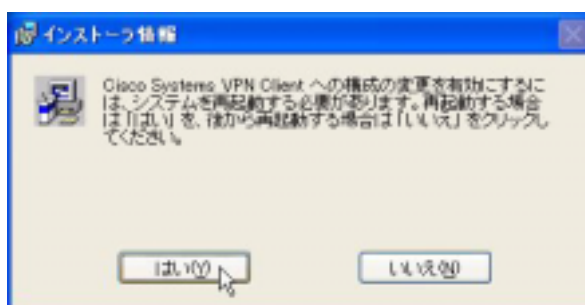 インストーラ情報
Cisco Systems VPN Client への構成の変更を有効にするに
は、システムを再起動する必要があります。再起動する場合
は「はい」を、後から再起動する場合は「いいえ」をクリックし
てください。
はい(Y)
いいえ(N)